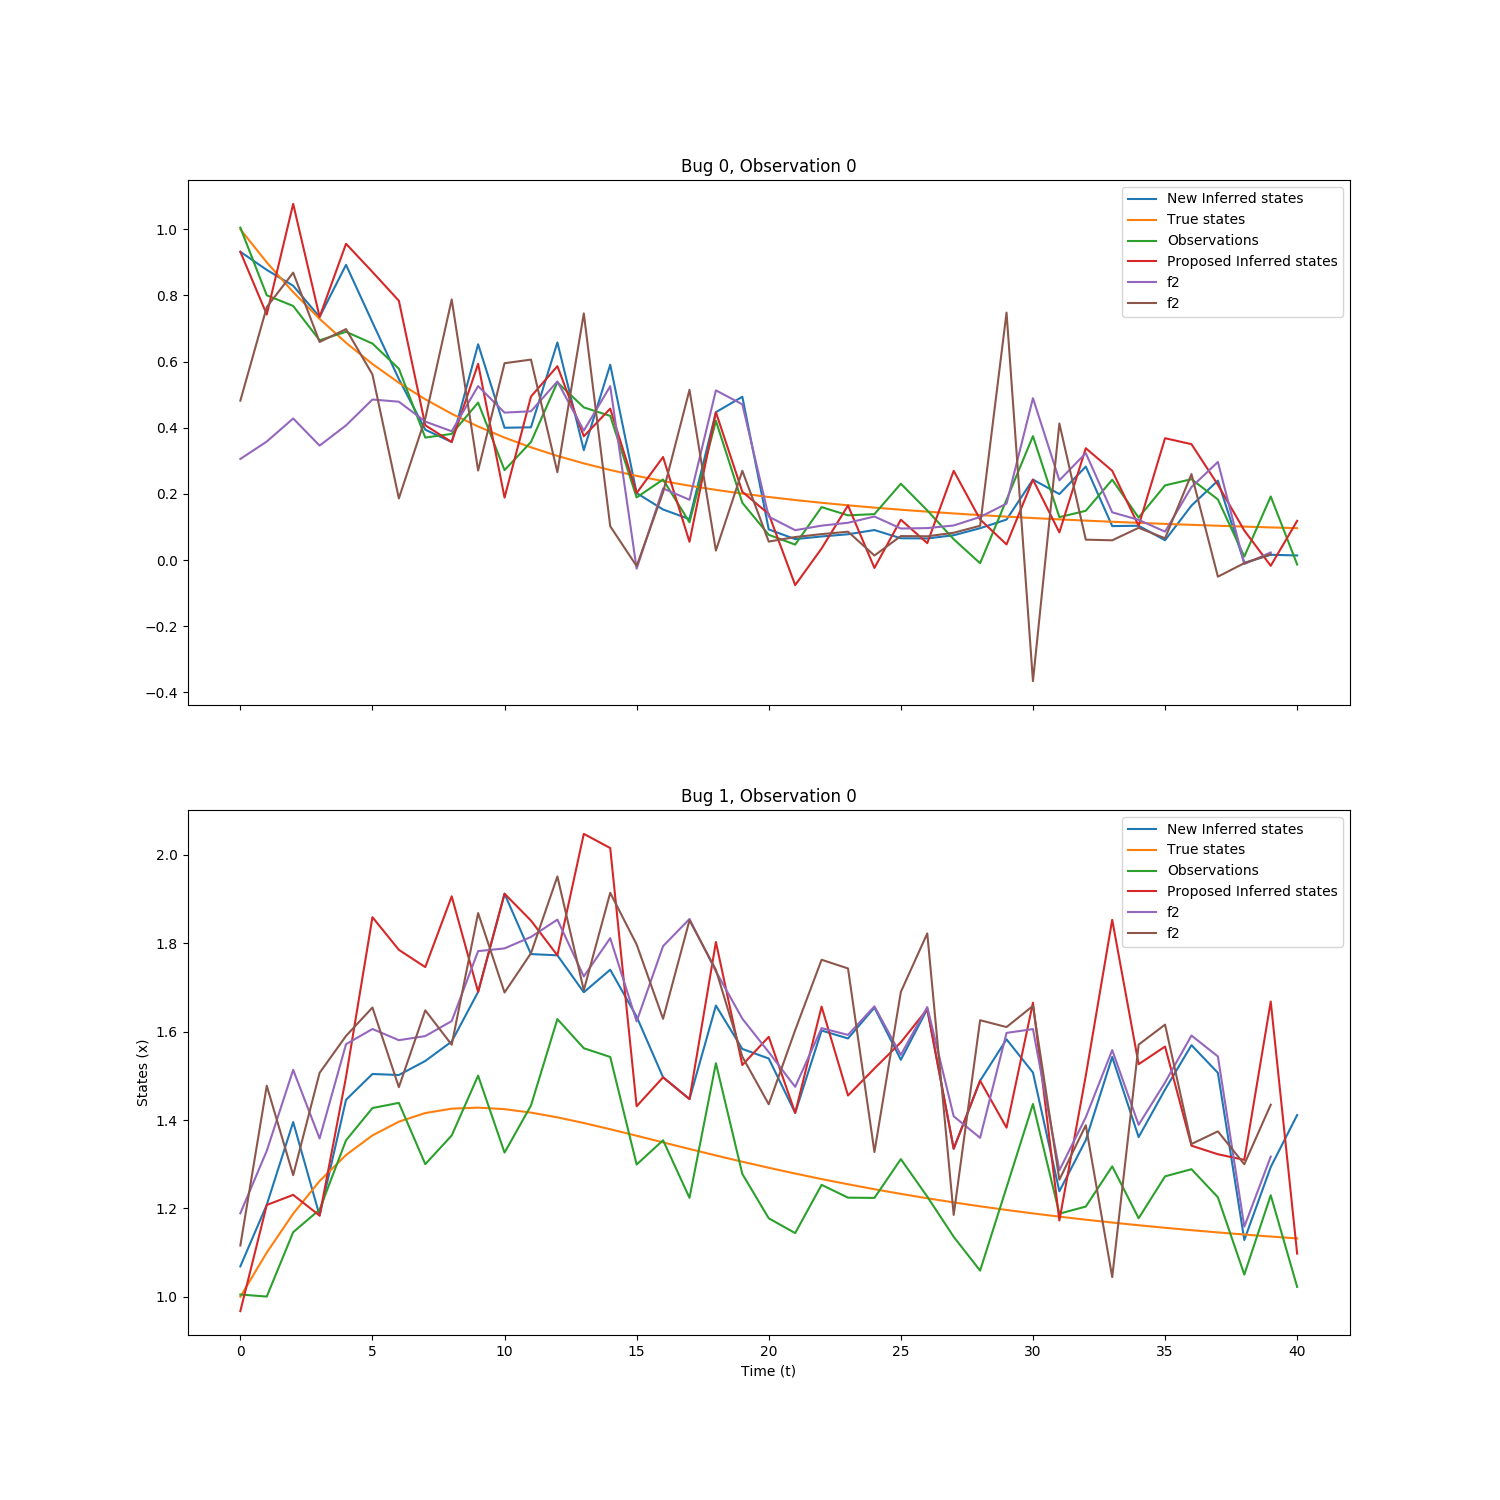 Bug 0, Observation 0
New Inferred states
True states
Observations
Proposed Inferred states
f2
f2
1.0
0.8
0.6
0.4
0.2
0.0
−0.2
−0.4
Bug 1, Observation 0
New Inferred states
True states
Observations
Proposed Inferred states
f2
f2
2.0
1.8
1.6
1.4
1.2
1.0
States (x)
0 5 10 15 20 25 30 35 40
Time (t)